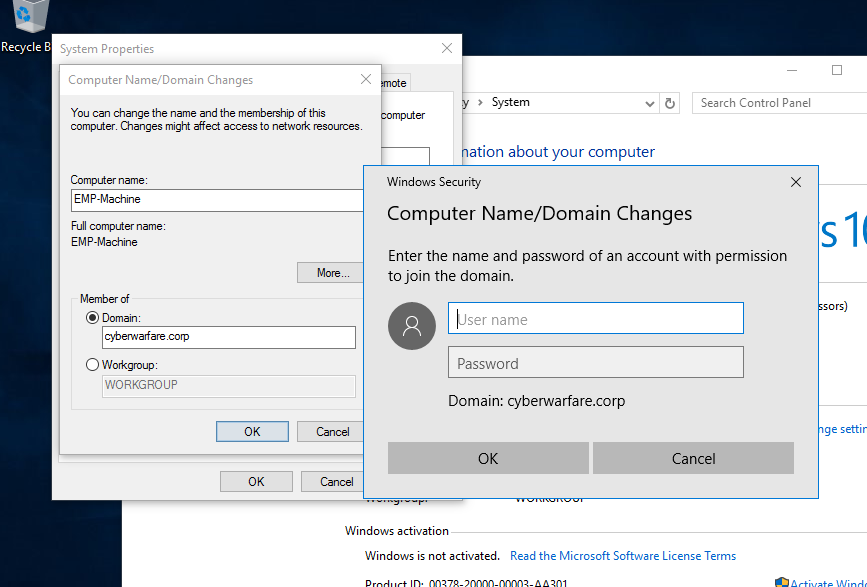 Recycle B
System Properties
Computer Name/Domain Changes
emote
computer
You can change the name and the membership of this
computer. Changes might affect access to network resources.
Computer name:
EMP-Machine
Full computer name:
EMP-Machine
More...
Member of
Domain:
cyberwarfare.corp
Workgroup:
WORKGROUP
OK
Cancel
OK
Cancel
y > System
Search Control Panel
mation about your computer
s 10
Windows Security
Computer Name/Domain Changes
Enter the name and password of an account with permission
to join the domain.
User name
Password
Domain: cyberwarfare.corp
OK
Cancel
ssors)
nge settin
Workgroup:
WORKGROUP
Windows activation
Windows is not activated. Read the Microsoft Software License Terms
Product ID: 00378-20000-00003-AA301
Activate Windo